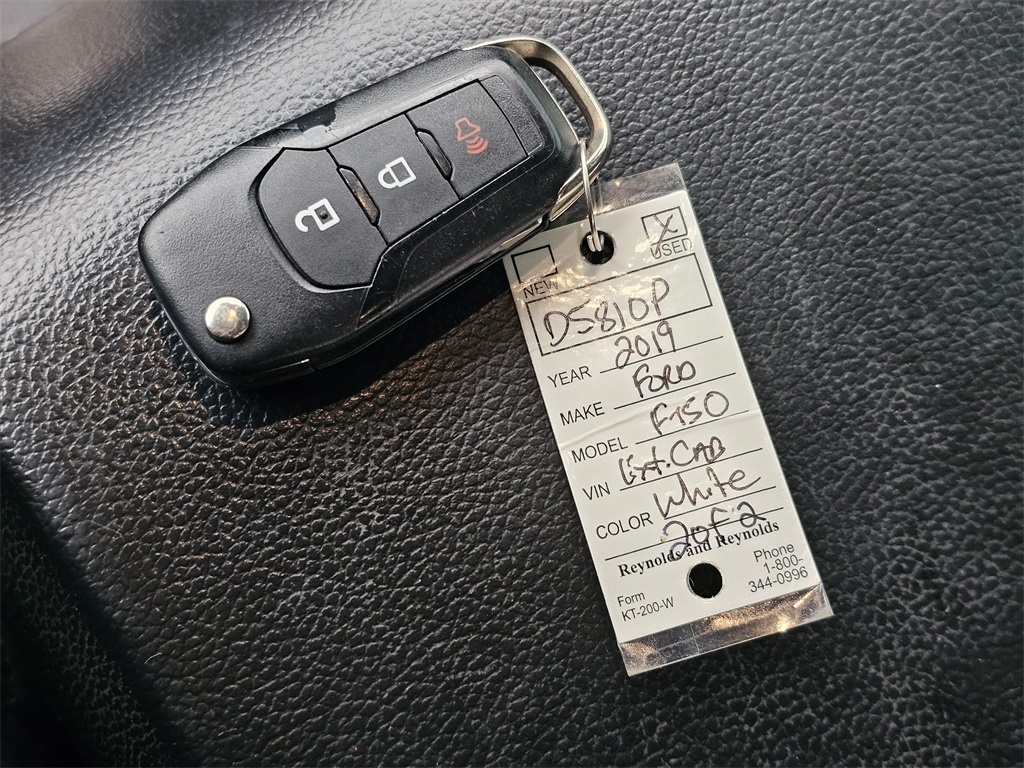 X
NEW USED
D5810P
YEAR 2019
MAKE FORD
MODEL F150
VIN Ext. CAB
COLOR White
2 of 2
Reynolds and Reynolds
Form Phone
KT-200-W 1-800-
344-0996